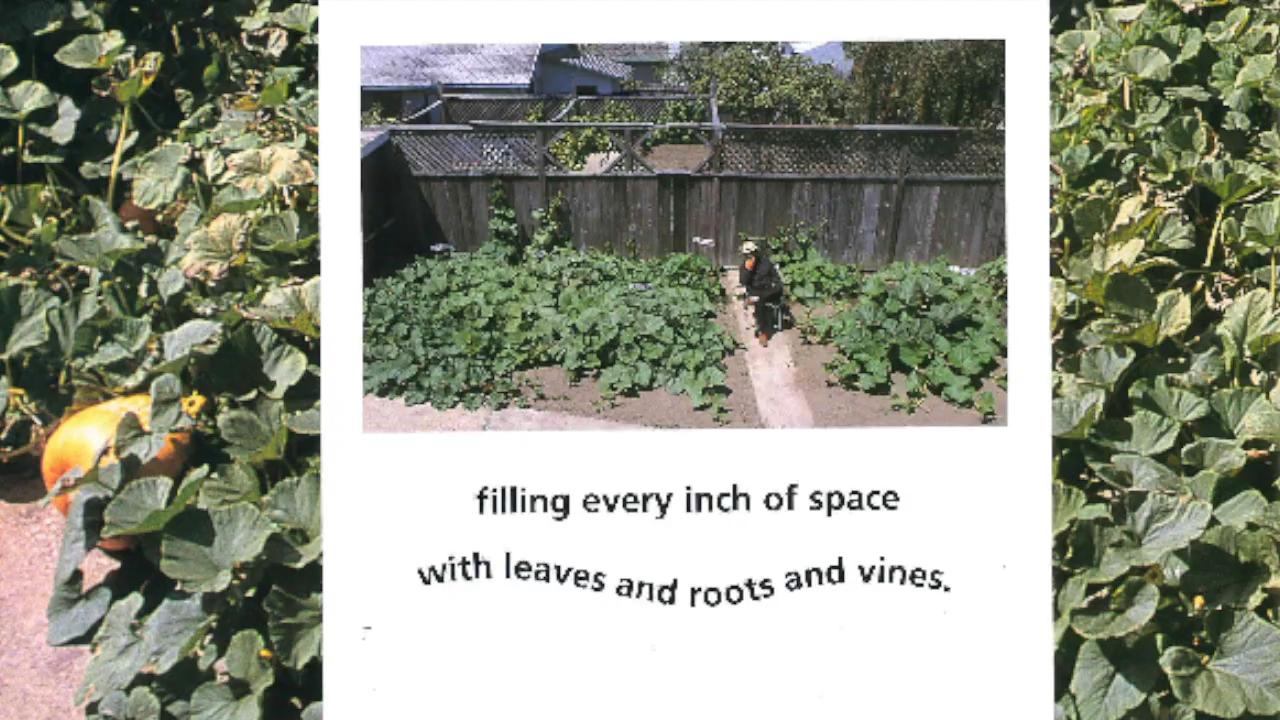 filling every inch of space
with leaves and roots and vines.